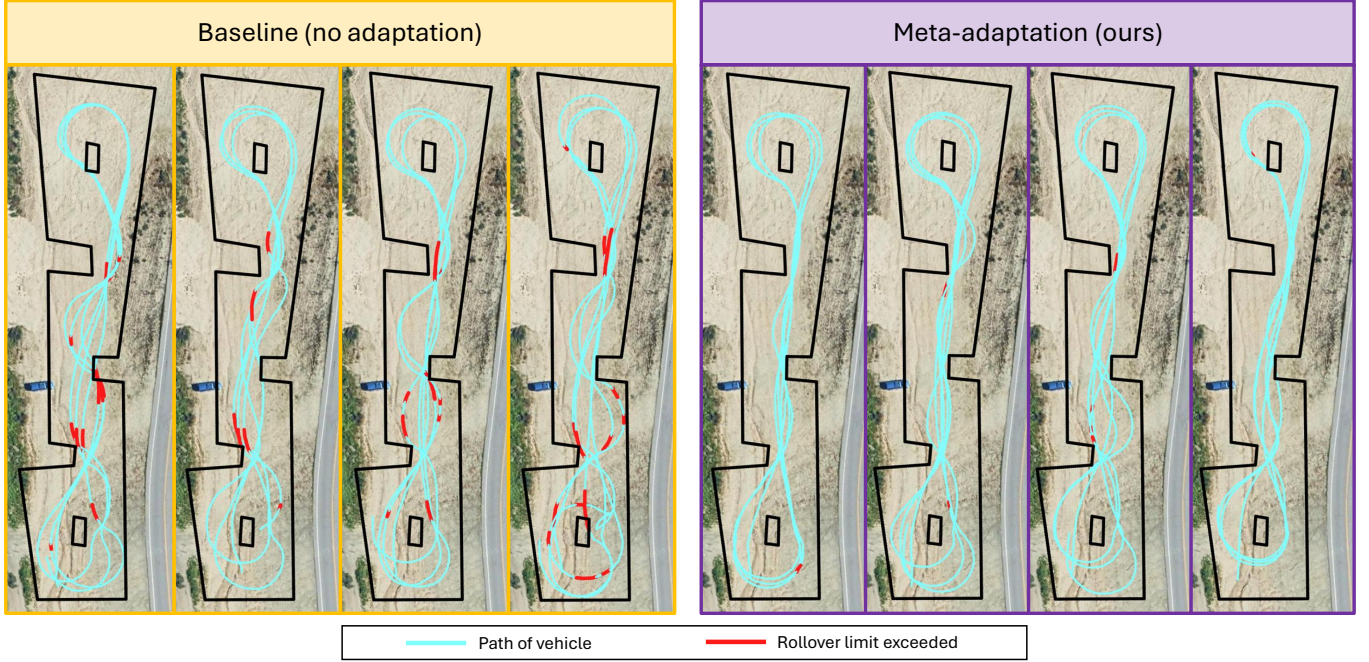 Baseline (no adaptation)
Meta-adaptation (ours)
Path of vehicle
Rollover limit exceeded